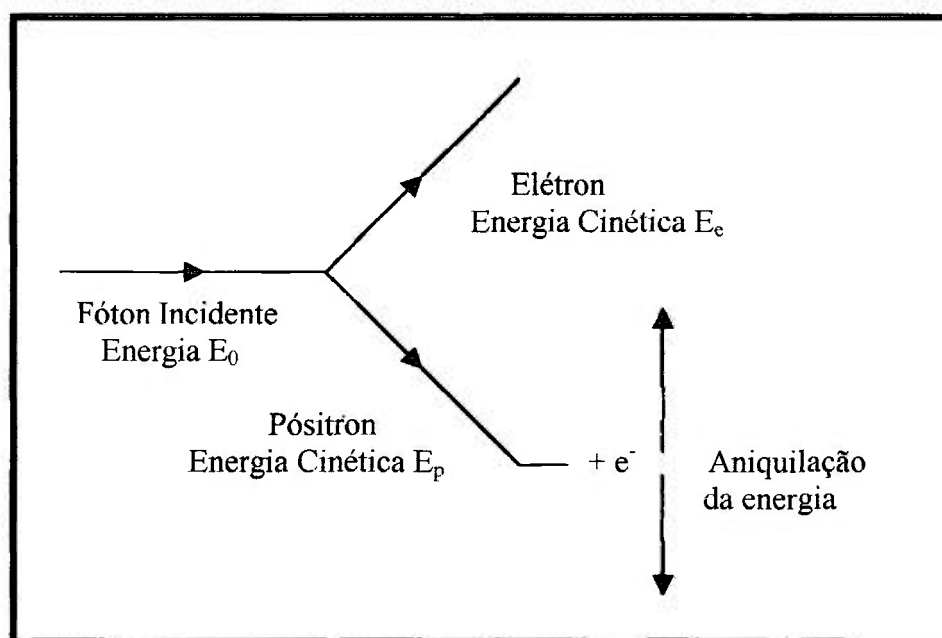 Elétron
Energia Cinética Eₑ
Fóton Incidente
Energia E₀
Pósitron
Energia Cinética Eₚ
+ e⁻
Aniquilação
da energia